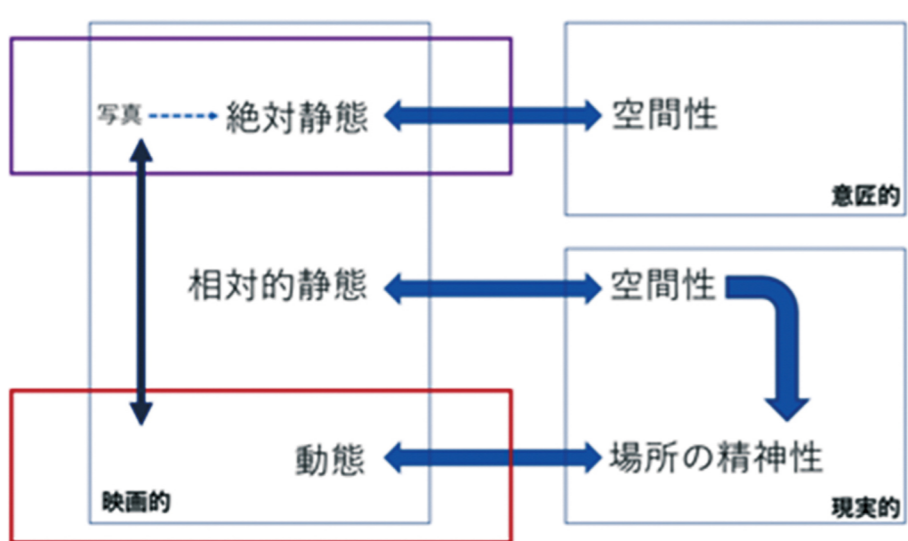 写真
絶対静態
空間性
意匠的
相対的静態
空間性
動態
場所の精神性
映画的
現実的